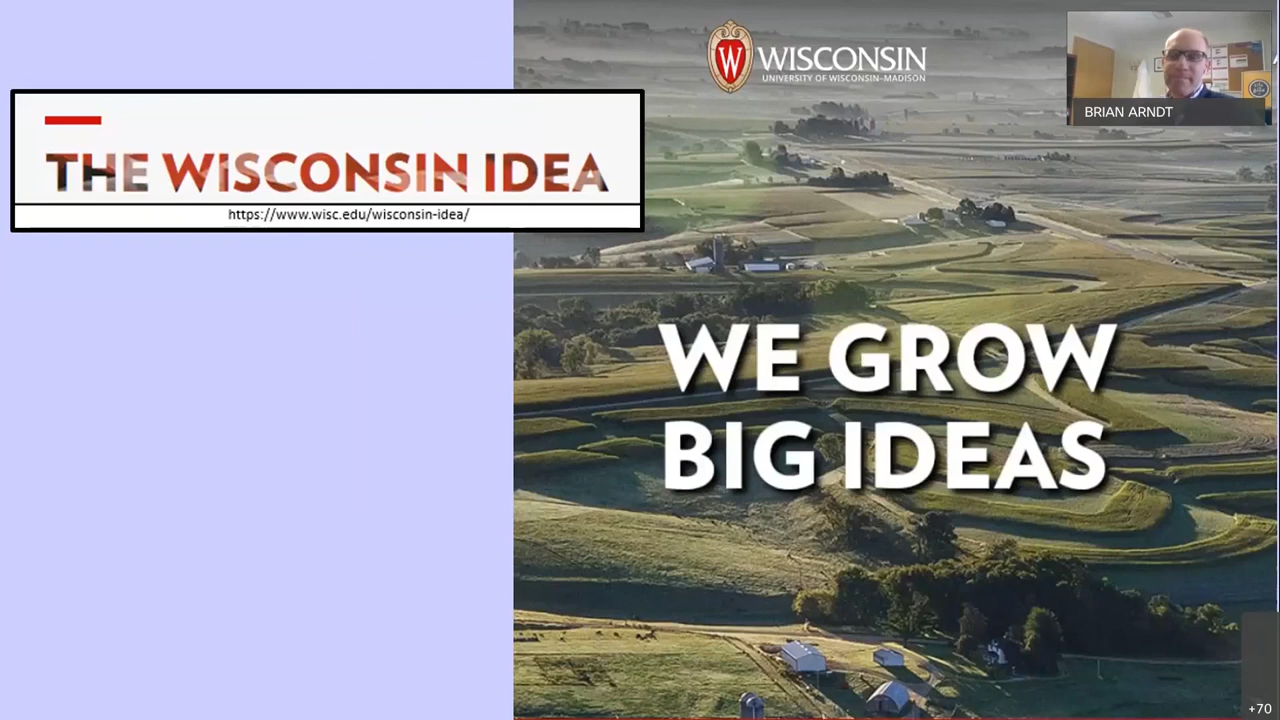 THE WISCONSIN IDEA
https://www.wisc.edu/wisconsin-idea/
W WISCONSIN
UNIVERSITY OF WISCONSIN–MADISON
BRIAN ARNDT
WE GROW
BIG IDEAS
+70